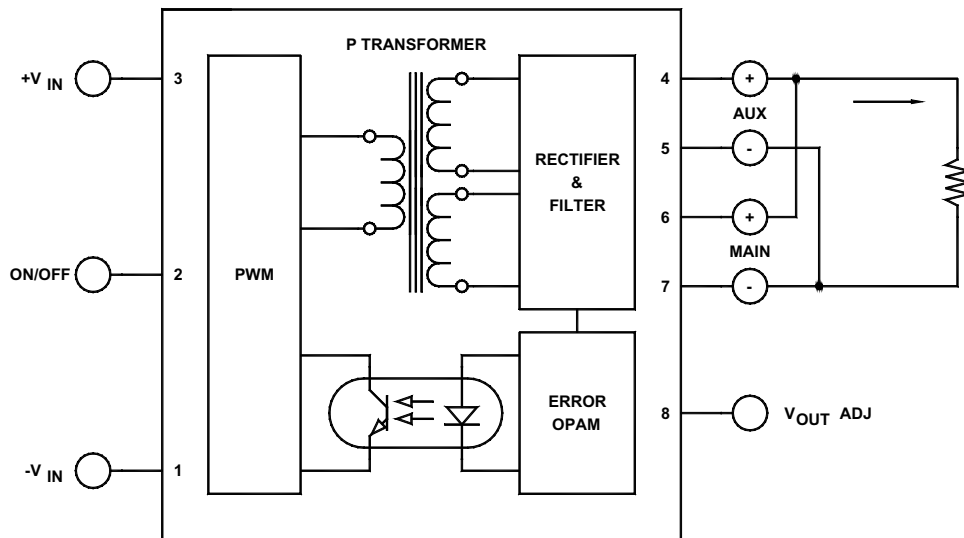 P TRANSFORMER
+V IN
3
4
+
AUX
5
-
RECTIFIER
&
FILTER
6
+
MAIN
ON/OFF
2
PWM
7
-
ERROR
OPAM
8
VOUT ADJ
-V IN
1